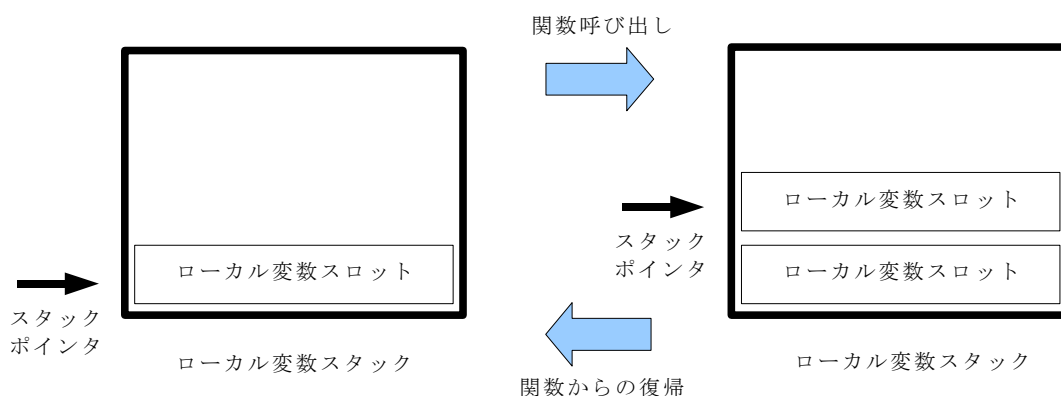 関数呼び出し
ローカル変数スロット
スタック
ポインタ
ローカル変数スタック
ローカル変数スロット
ローカル変数スロット
スタック
ポインタ
ローカル変数スタック
関数からの復帰